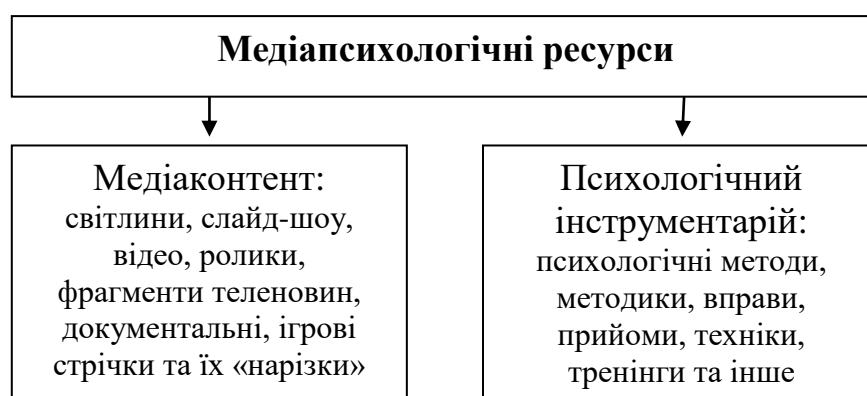 Медіапсихологічні ресурси
Медіаконтент:
світлини, слайд-шоу,
відео, ролики,
фрагменти теленовин,
документальні, ігрові
стрічки та їх «нарізки»
Психологічний
інструментарій:
психологічні методи,
методики, вправи,
прийоми, техніки,
тренінги та інше